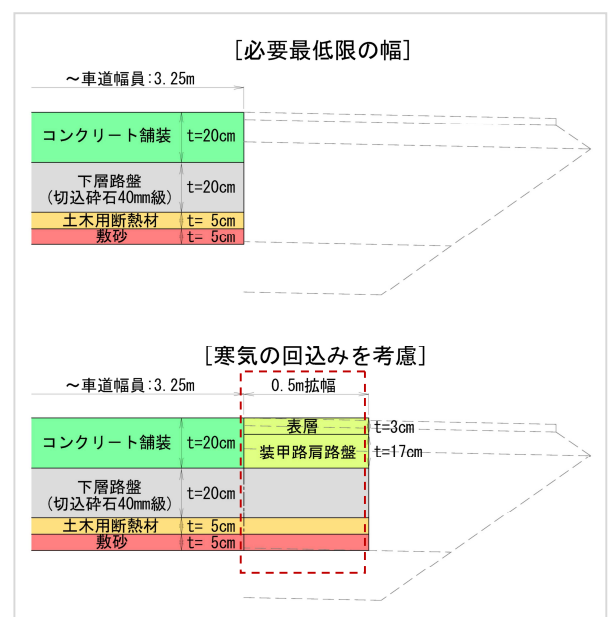 [必要最低限の幅]
～車道幅員:3.25m
コンクリート舗装 t=20cm
下層路盤
(切込砕石40mm級) t=20cm
土木用断熱材 t= 5cm
敷砂 t= 5cm
[寒気の回込みを考慮]
～車道幅員:3.25m 0.5m拡幅
表層 t=3cm
コンクリート舗装 t=20cm 装甲路肩路盤 t=17cm
下層路盤
(切込砕石40mm級) t=20cm
土木用断熱材 t= 5cm
敷砂 t= 5cm